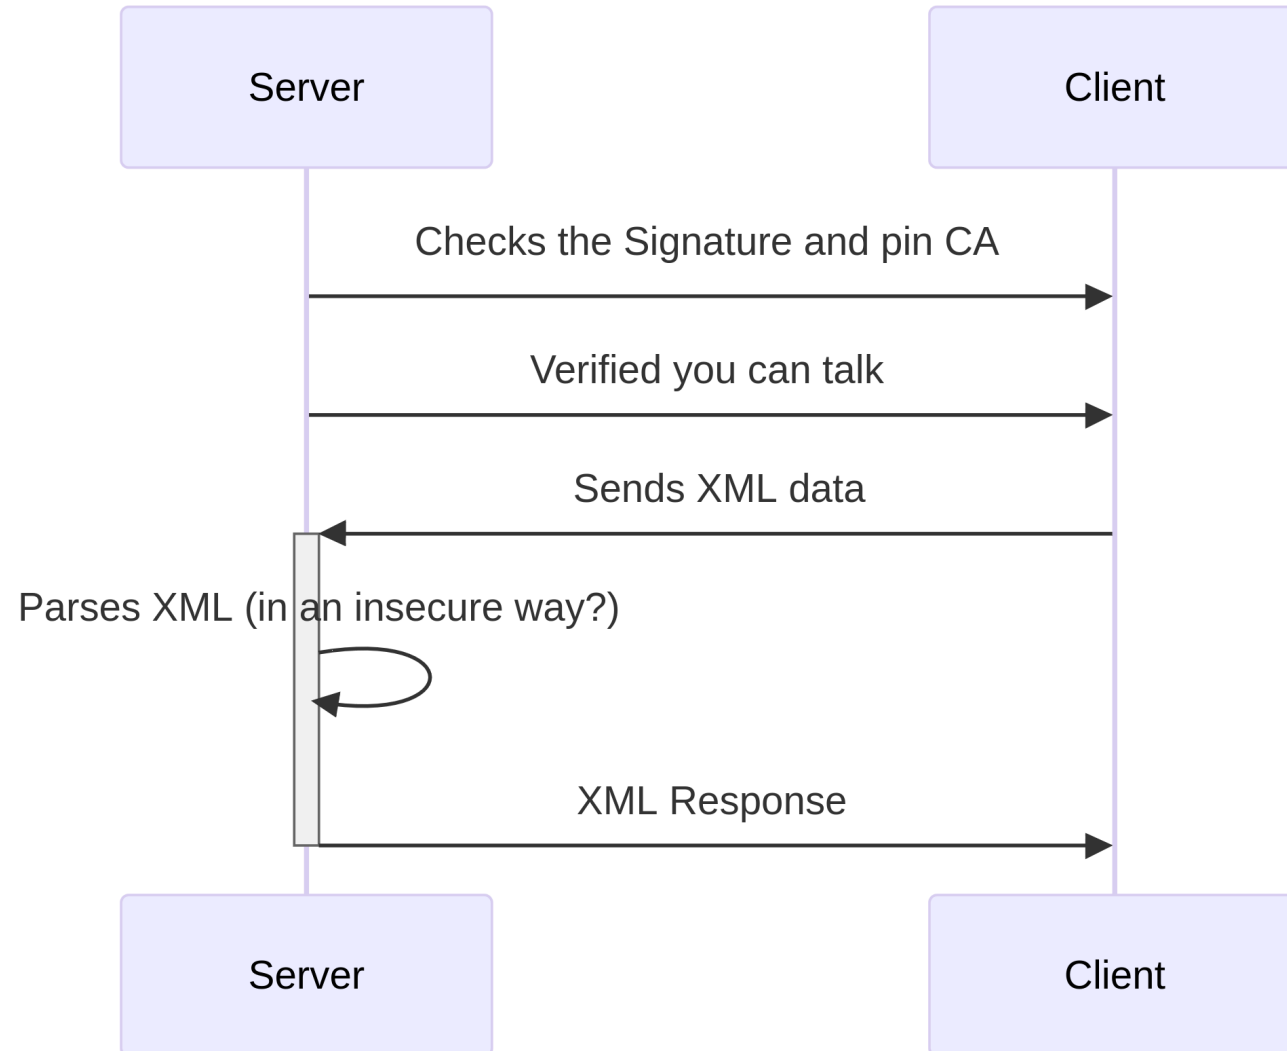 Server
Client
Checks the Signature and pin CA
Verified you can talk
Sends XML data
Parses XML (in an insecure way?)
XML Response
Server
Client